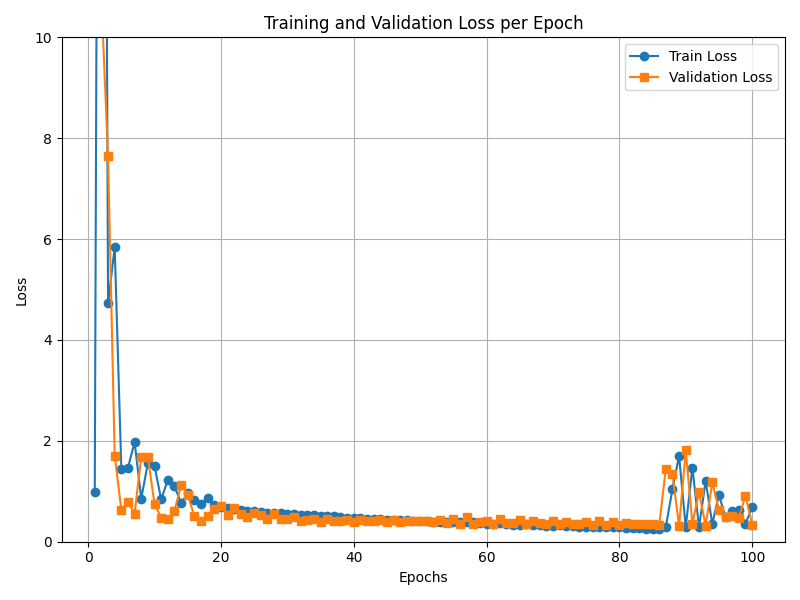 Training and Validation Loss per Epoch
Train Loss
Validation Loss
Loss
10
8
6
4
2
0
0 20 40 60 80 100
Epochs